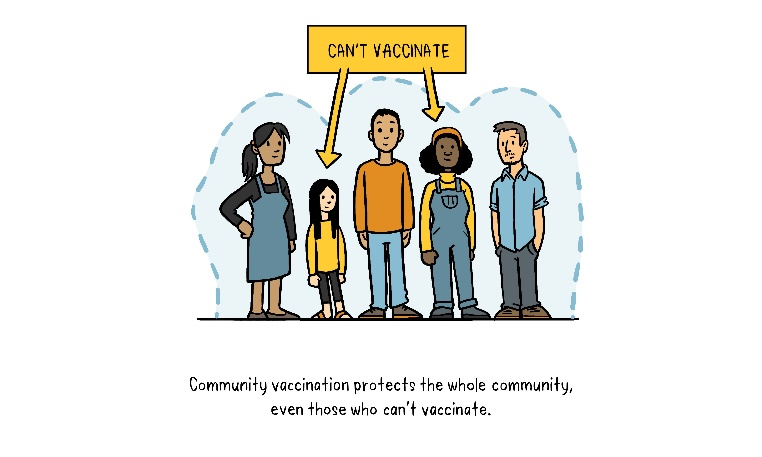 CAN'T VACCINATE
Community vaccination protects the whole community,
even those who can't vaccinate.